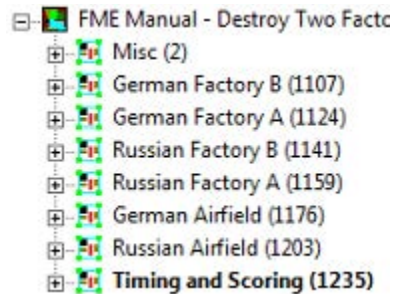 FME Manual - Destroy Two Facto
Misc (2)
German Factory B (1107)
German Factory A (1124)
Russian Factory B (1141)
Russian Factory A (1159)
German Airfield (1176)
Russian Airfield (1203)
Timing and Scoring (1235)